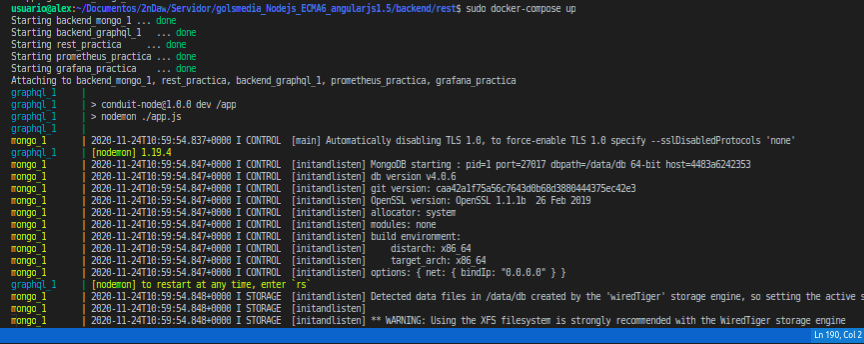 usuario@alex:~/Documentos/2nDaw/Servidor/golsmedia_Nodejs_ECMA6_angularjs1.5/backend/rest$ sudo docker-compose up
Starting backend_mongo_1 ... done
Starting backend_graphql_1   ... done
Starting rest_practica     ... done
Starting prometheus_practica ... done
Starting grafana_practica    ... done
Attaching to backend_mongo_1, rest_practica, backend_graphql_1, prometheus_practica, grafana_practica
graphql_1     |
graphql_1     | > conduit-node@1.0.0 dev /app
graphql_1     | > nodemon ./app.js
graphql_1     |
mongo_1       | 2020-11-24T10:59:54.837+0000 I CONTROL  [main] Automatically disabling TLS 1.0, to force-enable TLS 1.0 specify --sslDisabledProtocols 'none'
graphql_1     | [nodemon] 1.19.4
mongo_1       | 2020-11-24T10:59:54.847+0000 I CONTROL  [initandlisten] MongoDB starting : pid=1 port=27017 dbpath=/data/db 64-bit host=4483a6242353
mongo_1       | 2020-11-24T10:59:54.847+0000 I CONTROL  [initandlisten] db version v4.0.6
mongo_1       | 2020-11-24T10:59:54.847+0000 I CONTROL  [initandlisten] git version: caa42a1f75a56c7643d0b68d3880444375ec42e3
mongo_1       | 2020-11-24T10:59:54.847+0000 I CONTROL  [initandlisten] OpenSSL version: OpenSSL 1.1.1b  26 Feb 2019
mongo_1       | 2020-11-24T10:59:54.847+0000 I CONTROL  [initandlisten] allocator: system
mongo_1       | 2020-11-24T10:59:54.847+0000 I CONTROL  [initandlisten] modules: none
mongo_1       | 2020-11-24T10:59:54.847+0000 I CONTROL  [initandlisten] build environment:
mongo_1       | 2020-11-24T10:59:54.847+0000 I CONTROL  [initandlisten]     distarch: x86_64
mongo_1       | 2020-11-24T10:59:54.847+0000 I CONTROL  [initandlisten]     target_arch: x86_64
mongo_1       | 2020-11-24T10:59:54.847+0000 I CONTROL  [initandlisten] options: { net: { bindIp: "0.0.0.0" } }
graphql_1     | [nodemon] to restart at any time, enter `rs`
mongo_1       | 2020-11-24T10:59:54.848+0000 I STORAGE  [initandlisten] Detected data files in /data/db created by the 'wiredTiger' storage engine, so setting the active s
mongo_1       | 2020-11-24T10:59:54.848+0000 I STORAGE  [initandlisten]
mongo_1       | 2020-11-24T10:59:54.848+0000 I STORAGE  [initandlisten] ** WARNING: Using the XFS filesystem is strongly recommended with the WiredTiger storage engine
Ln 190, Col 2